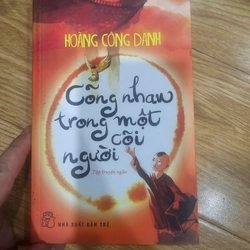 HOÀNG CÔNG DANH
Cõng nhau
trong một
cõi
người
Tập truyện ngắn
NHÀ XUẤT BẢN TRẺ